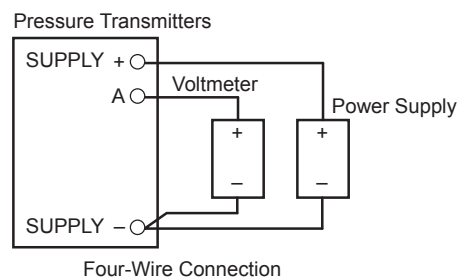 Pressure Transmitters
SUPPLY +
A
Voltmeter
Power Supply
+
+
–
–
SUPPLY –
Four-Wire Connection